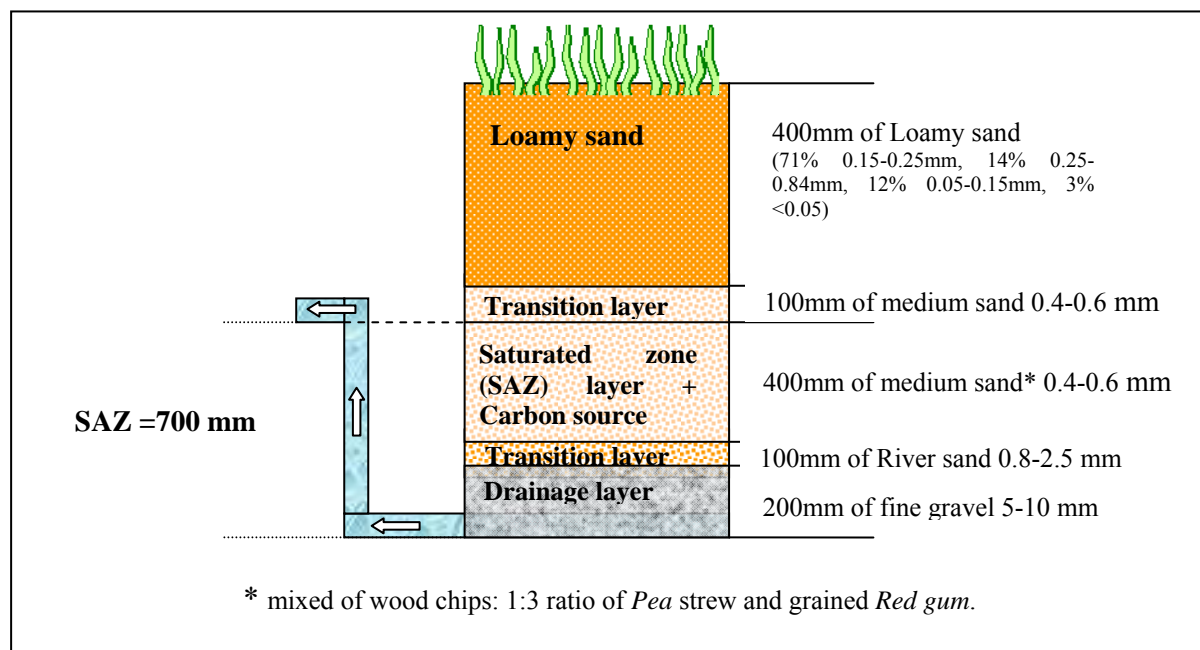 Loamy sand
400mm of Loamy sand
(71% 0.15-0.25mm, 14% 0.25-
0.84mm, 12% 0.05-0.15mm, 3%
<0.05)
Transition layer
100mm of medium sand 0.4-0.6 mm
Saturated zone
(SAZ) layer +
Carbon source
400mm of medium sand* 0.4-0.6 mm
SAZ =700 mm
Transition layer
100mm of River sand 0.8-2.5 mm
Drainage layer
200mm of fine gravel 5-10 mm
* mixed of wood chips: 1:3 ratio of Pea strew and grained Red gum.